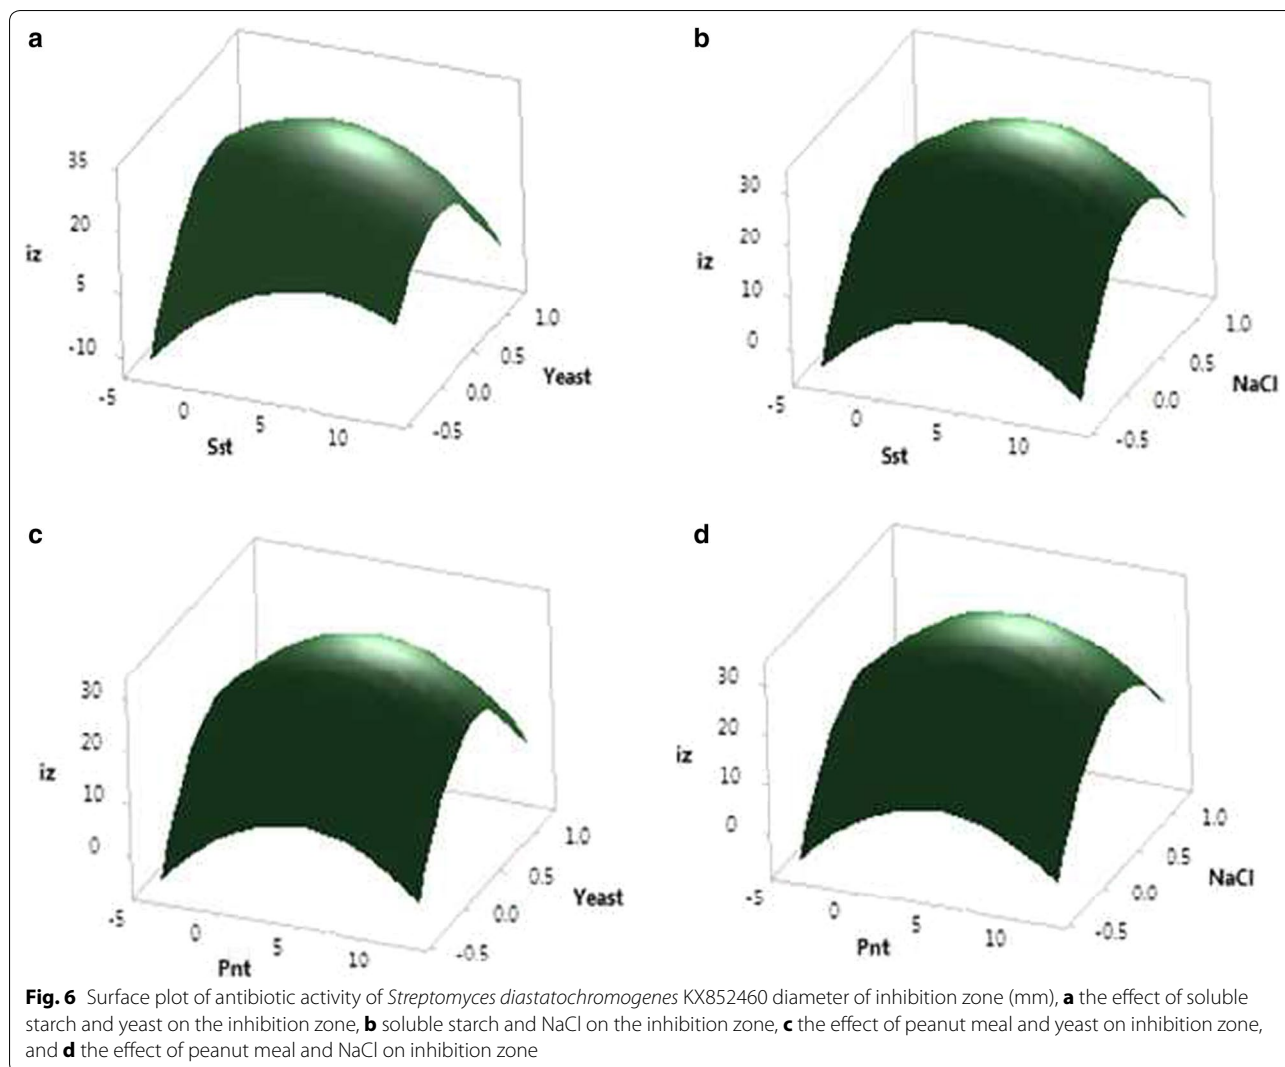 a
35
20
iz
5
-10
-5
0
5
10
Sst
-0.5
0.0
0.5
1.0
Yeast
b
30
20
iz
10
0
-5
0
5
10
Sst
-0.5
0.0
0.5
1.0
NaCl
c
30
20
iz
10
0
-5
0
5
10
Pnt
-0.5
0.0
0.5
1.0
Yeast
d
30
20
iz
10
0
-5
0
5
10
Pnt
-0.5
0.0
0.5
1.0
NaCl
Fig. 6 Surface plot of antibiotic activity of Streptomyces diastatochromogenes KX852460 diameter of inhibition zone (mm), a the effect of soluble
starch and yeast on the inhibition zone, b soluble starch and NaCl on the inhibition zone, c the effect of peanut meal and yeast on inhibition zone,
and d the effect of peanut meal and NaCl on inhibition zone